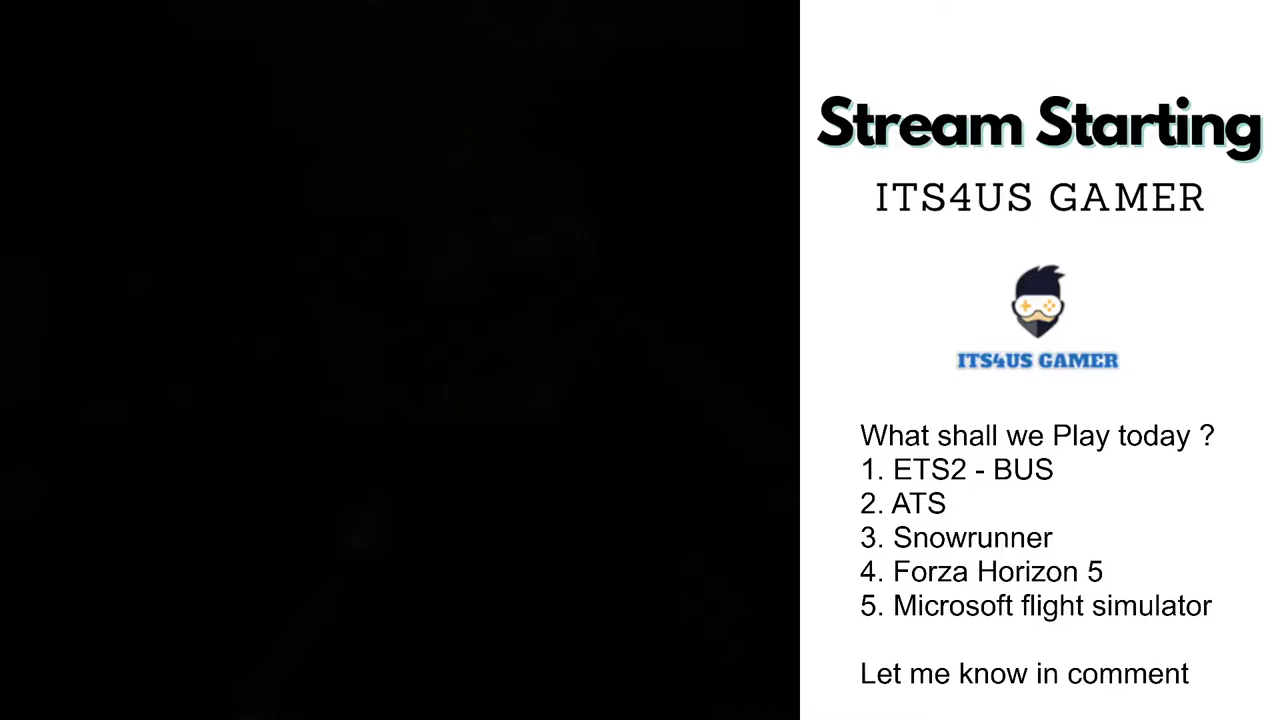 Stream Starting
ITS4US GAMER
ITS4US GAMER
What shall we Play today ?
1. ETS2 - BUS
2. ATS
3. Snowrunner
4. Forza Horizon 5
5. Microsoft flight simulator
Let me know in comment